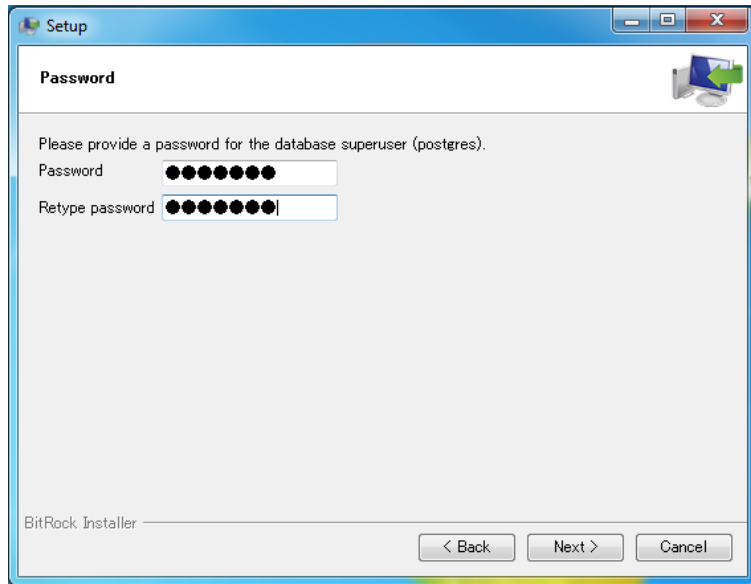 Setup
Password
Please provide a password for the database superuser (postgres).
Password ●●●●●●●
Retype password ●●●●●●●
BitRock Installer
< Back Next > Cancel